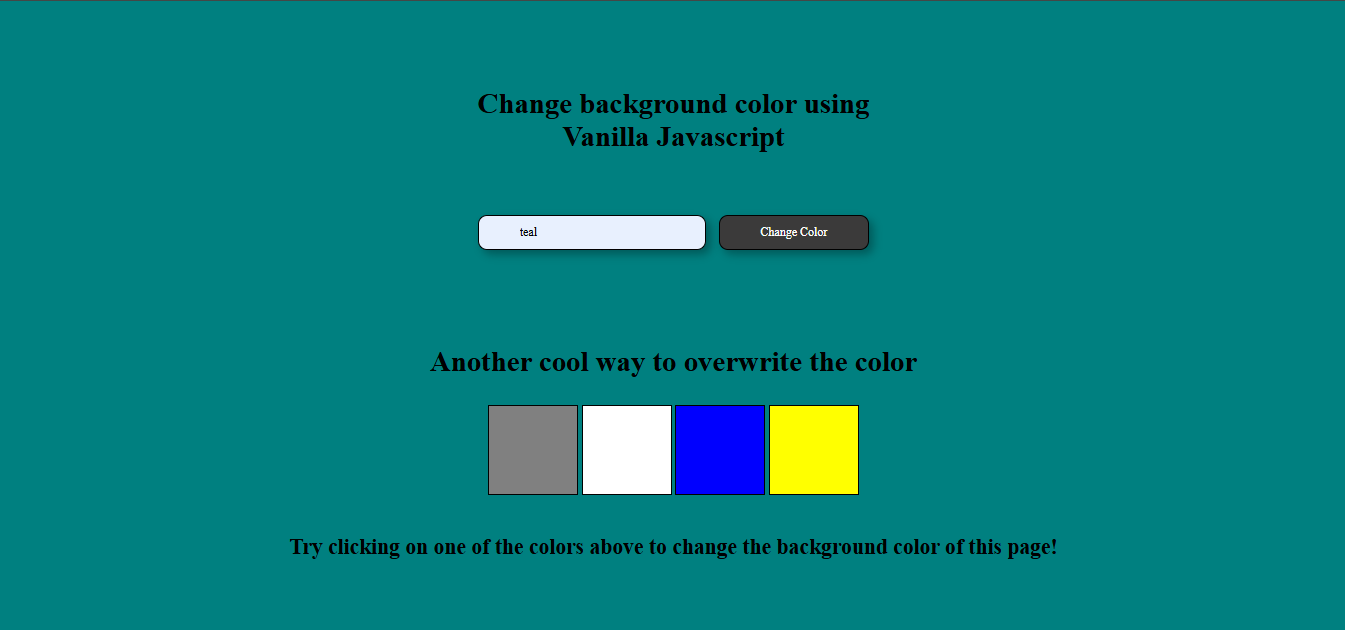 Change background color using
Vanilla Javascript
teal
Change Color
Another cool way to overwrite the color
Try clicking on one of the colors above to change the background color of this page!